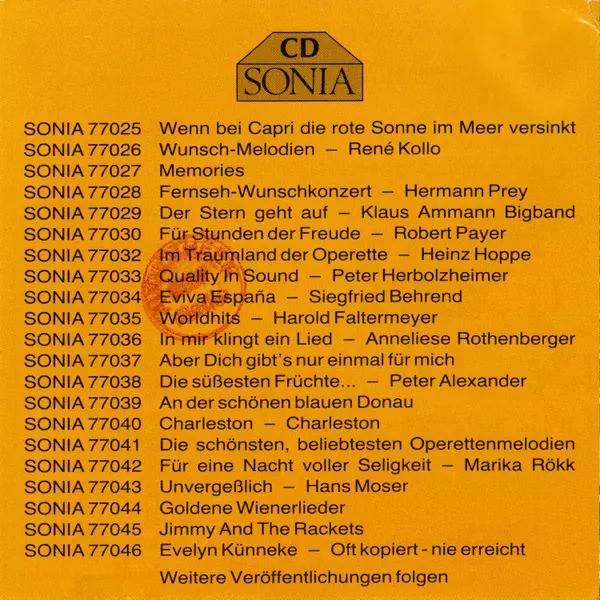 CD
SONIA
SONIA 77025 Wenn bei Capri die rote Sonne im Meer versinkt
SONIA 77026 Wunsch-Melodien – René Kollo
SONIA 77027 Memories
SONIA 77028 Fernseh-Wunschkonzert – Hermann Prey
SONIA 77029 Der Stern geht auf – Klaus Ammann Bigband
SONIA 77030 Für Stunden der Freude – Robert Payer
SONIA 77032 Im Traumland der Operette – Heinz Hoppe
SONIA 77033 Quality In Sound – Peter Herbolzheimer
SONIA 77034 Eviva España – Siegfried Behrend
SONIA 77035 Worldhits – Harold Faltermeyer
SONIA 77036 In mir klingt ein Lied – Anneliese Rothenberger
SONIA 77037 Aber Dich gibt's nur einmal für mich
SONIA 77038 Die süßesten Früchte... – Peter Alexander
SONIA 77039 An der schönen blauen Donau
SONIA 77040 Charleston – Charleston
SONIA 77041 Die schönsten, beliebtesten Operettenmelodien
SONIA 77042 Für eine Nacht voller Seligkeit – Marika Rökk
SONIA 77043 Unvergeßlich – Hans Moser
SONIA 77044 Goldene Wienerlieder
SONIA 77045 Jimmy And The Rackets
SONIA 77046 Evelyn Künneke – Oft kopiert - nie erreicht
Weitere Veröffentlichungen folgen